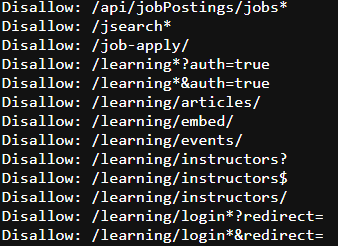 Disallow: /api/jobPostings/jobs*
Disallow: /jsearch*
Disallow: /job-apply/
Disallow: /learning*?auth=true
Disallow: /learning*&auth=true
Disallow: /learning/articles/
Disallow: /learning/embed/
Disallow: /learning/events/
Disallow: /learning/instructors?
Disallow: /learning/instructors$
Disallow: /learning/instructors/
Disallow: /learning/login*?redirect=
Disallow: /learning/login*&redirect=